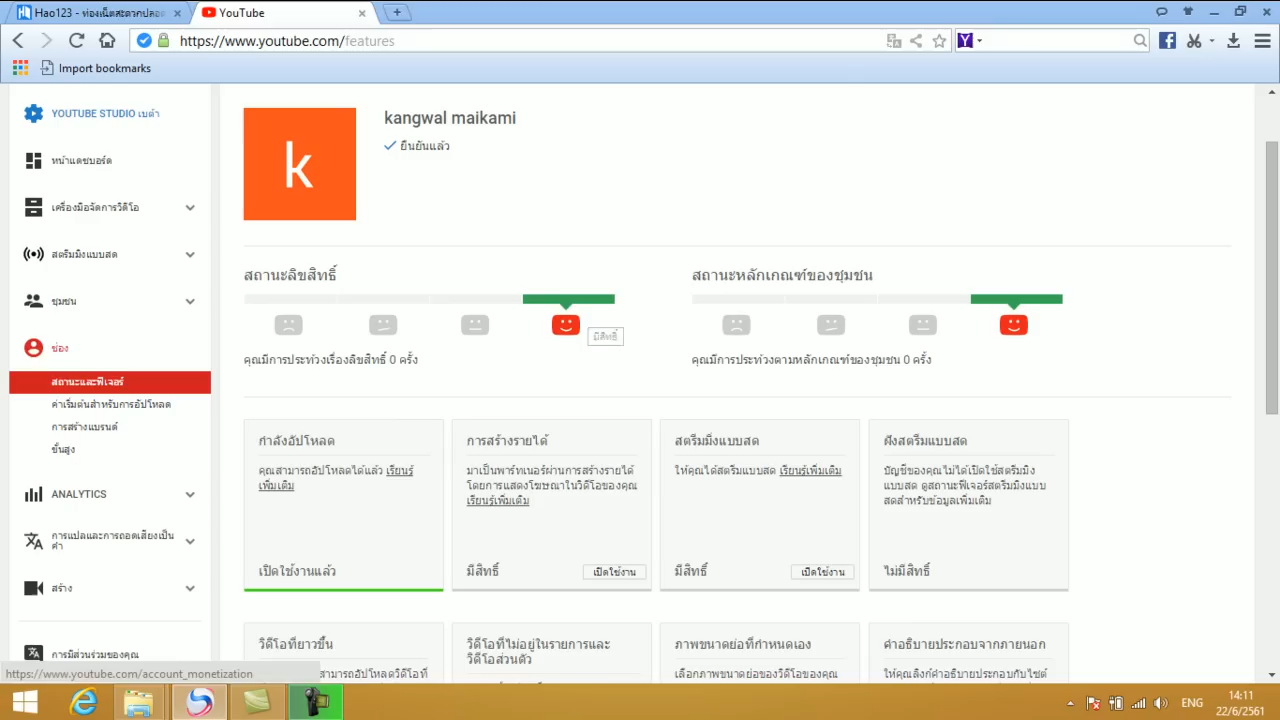 Hao123 - ท่องเน็ตสะดวกปลอด
YouTube
https://www.youtube.com/features
Import bookmarks
YOUTUBE STUDIO เบต้า
หน้าแดชบอร์ด
เครื่องมือจัดการวิดีโอ
สตรีมมิงแบบสด
ชุมชน
ช่อง
สถานะและฟีเจอร์
ค่าเริ่มต้นสำหรับการอัปโหลด
การสร้างแบรนด์
ขั้นสูง
ANALYTICS
การแปลและการถอดเสียงเป็น
คำ
สร้าง
การมีส่วนร่วมของคุณ
https://www.youtube.com/account_monetization
k
kangwal maikami
ยืนยันแล้ว
สถานะลิขสิทธิ์
มีสิทธิ์
คุณมีการประท้วงเรื่องลิขสิทธิ์ 0 ครั้ง
สถานะหลักเกณฑ์ของชุมชน
คุณมีการประท้วงตามหลักเกณฑ์ของชุมชน 0 ครั้ง
กำลังอัปโหลด
คุณสามารถอัปโหลดได้แล้ว เรียนรู้
เพิ่มเติม
เปิดใช้งานแล้ว
การสร้างรายได้
มาเป็นพาร์ทเนอร์ผ่านการสร้างรายได้
โดยการแสดงโฆษณาในวิดีโอของคุณ
เรียนรู้เพิ่มเติม
มีสิทธิ์
เปิดใช้งาน
สตรีมมิ่งแบบสด
ให้คุณได้สตรีมแบบสด เรียนรู้เพิ่มเติม
มีสิทธิ์
เปิดใช้งาน
ฝังสตรีมแบบสด
บัญชีของคุณไม่ได้เปิดใช้สตรีมมิง
แบบสด ดูสถานะฟีเจอร์สตรีมมิงแบบ
สดสำหรับข้อมูลเพิ่มเติม
ไม่มีสิทธิ์
วิดีโอที่ยาวขึ้น
สามารถอัปโหลดวิดีโอที่
วิดีโอที่ไม่อยู่ในรายการและ
วิดีโอส่วนตัว
ภาพขนาดย่อที่กำหนดเอง
เลือกภาพขนาดย่อของวิดีโอของคุณ
คำอธิบายประกอบจากภายนอก
ให้คุณลิงก์คำอธิบายประกอบกับไซต์
ENG
14:11
22/6/2561